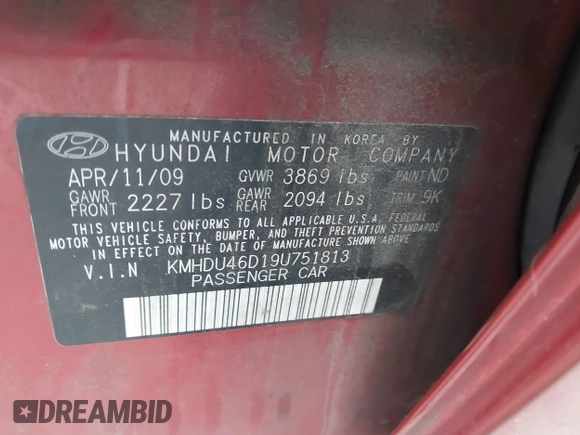 MANUFACTURED IN KOREA BY
HYUNDAI MOTOR COMPANY
APR/11/09 GVWR 3869 lbs PAINT ND
GAWR FRONT 2227 lbs GAWR REAR 2094 lbs TRIM 9K
THIS VEHICLE CONFORMS TO ALL APPLICABLE U.S.A. FEDERAL
MOTOR VEHICLE SAFETY, BUMPER, AND THEFT PREVENTION STANDARDS
IN EFFECT ON THE DATE OF MANUFACTURE SHOWN ABOVE.
V.I.N KMHDU46D19U751813
PASSENGER CAR
DREAMBID